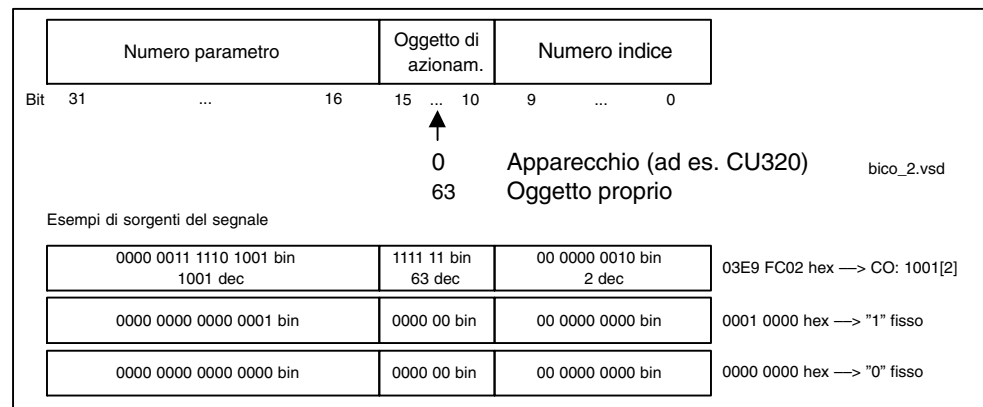 Numero parametro
Oggetto di
azionam.
Numero indice
Bit 31 ... 16 15 ... 10 9 ... 0
0 Apparecchio (ad es. CU320)
bico_2.vsd
63 Oggetto proprio
Esempi di sorgenti del segnale
0000 0011 1110 1001 bin 1111 11 bin 00 0000 0010 bin
1001 dec 63 dec 2 dec
03E9 FC02 hex —> CO: 1001[2]
0000 0000 0000 0001 bin 0000 00 bin 00 0000 0000 bin 0001 0000 hex —> ”1” fisso
0000 0000 0000 0000 bin 0000 00 bin 00 0000 0000 bin 0000 0000 hex —> ”0” fisso